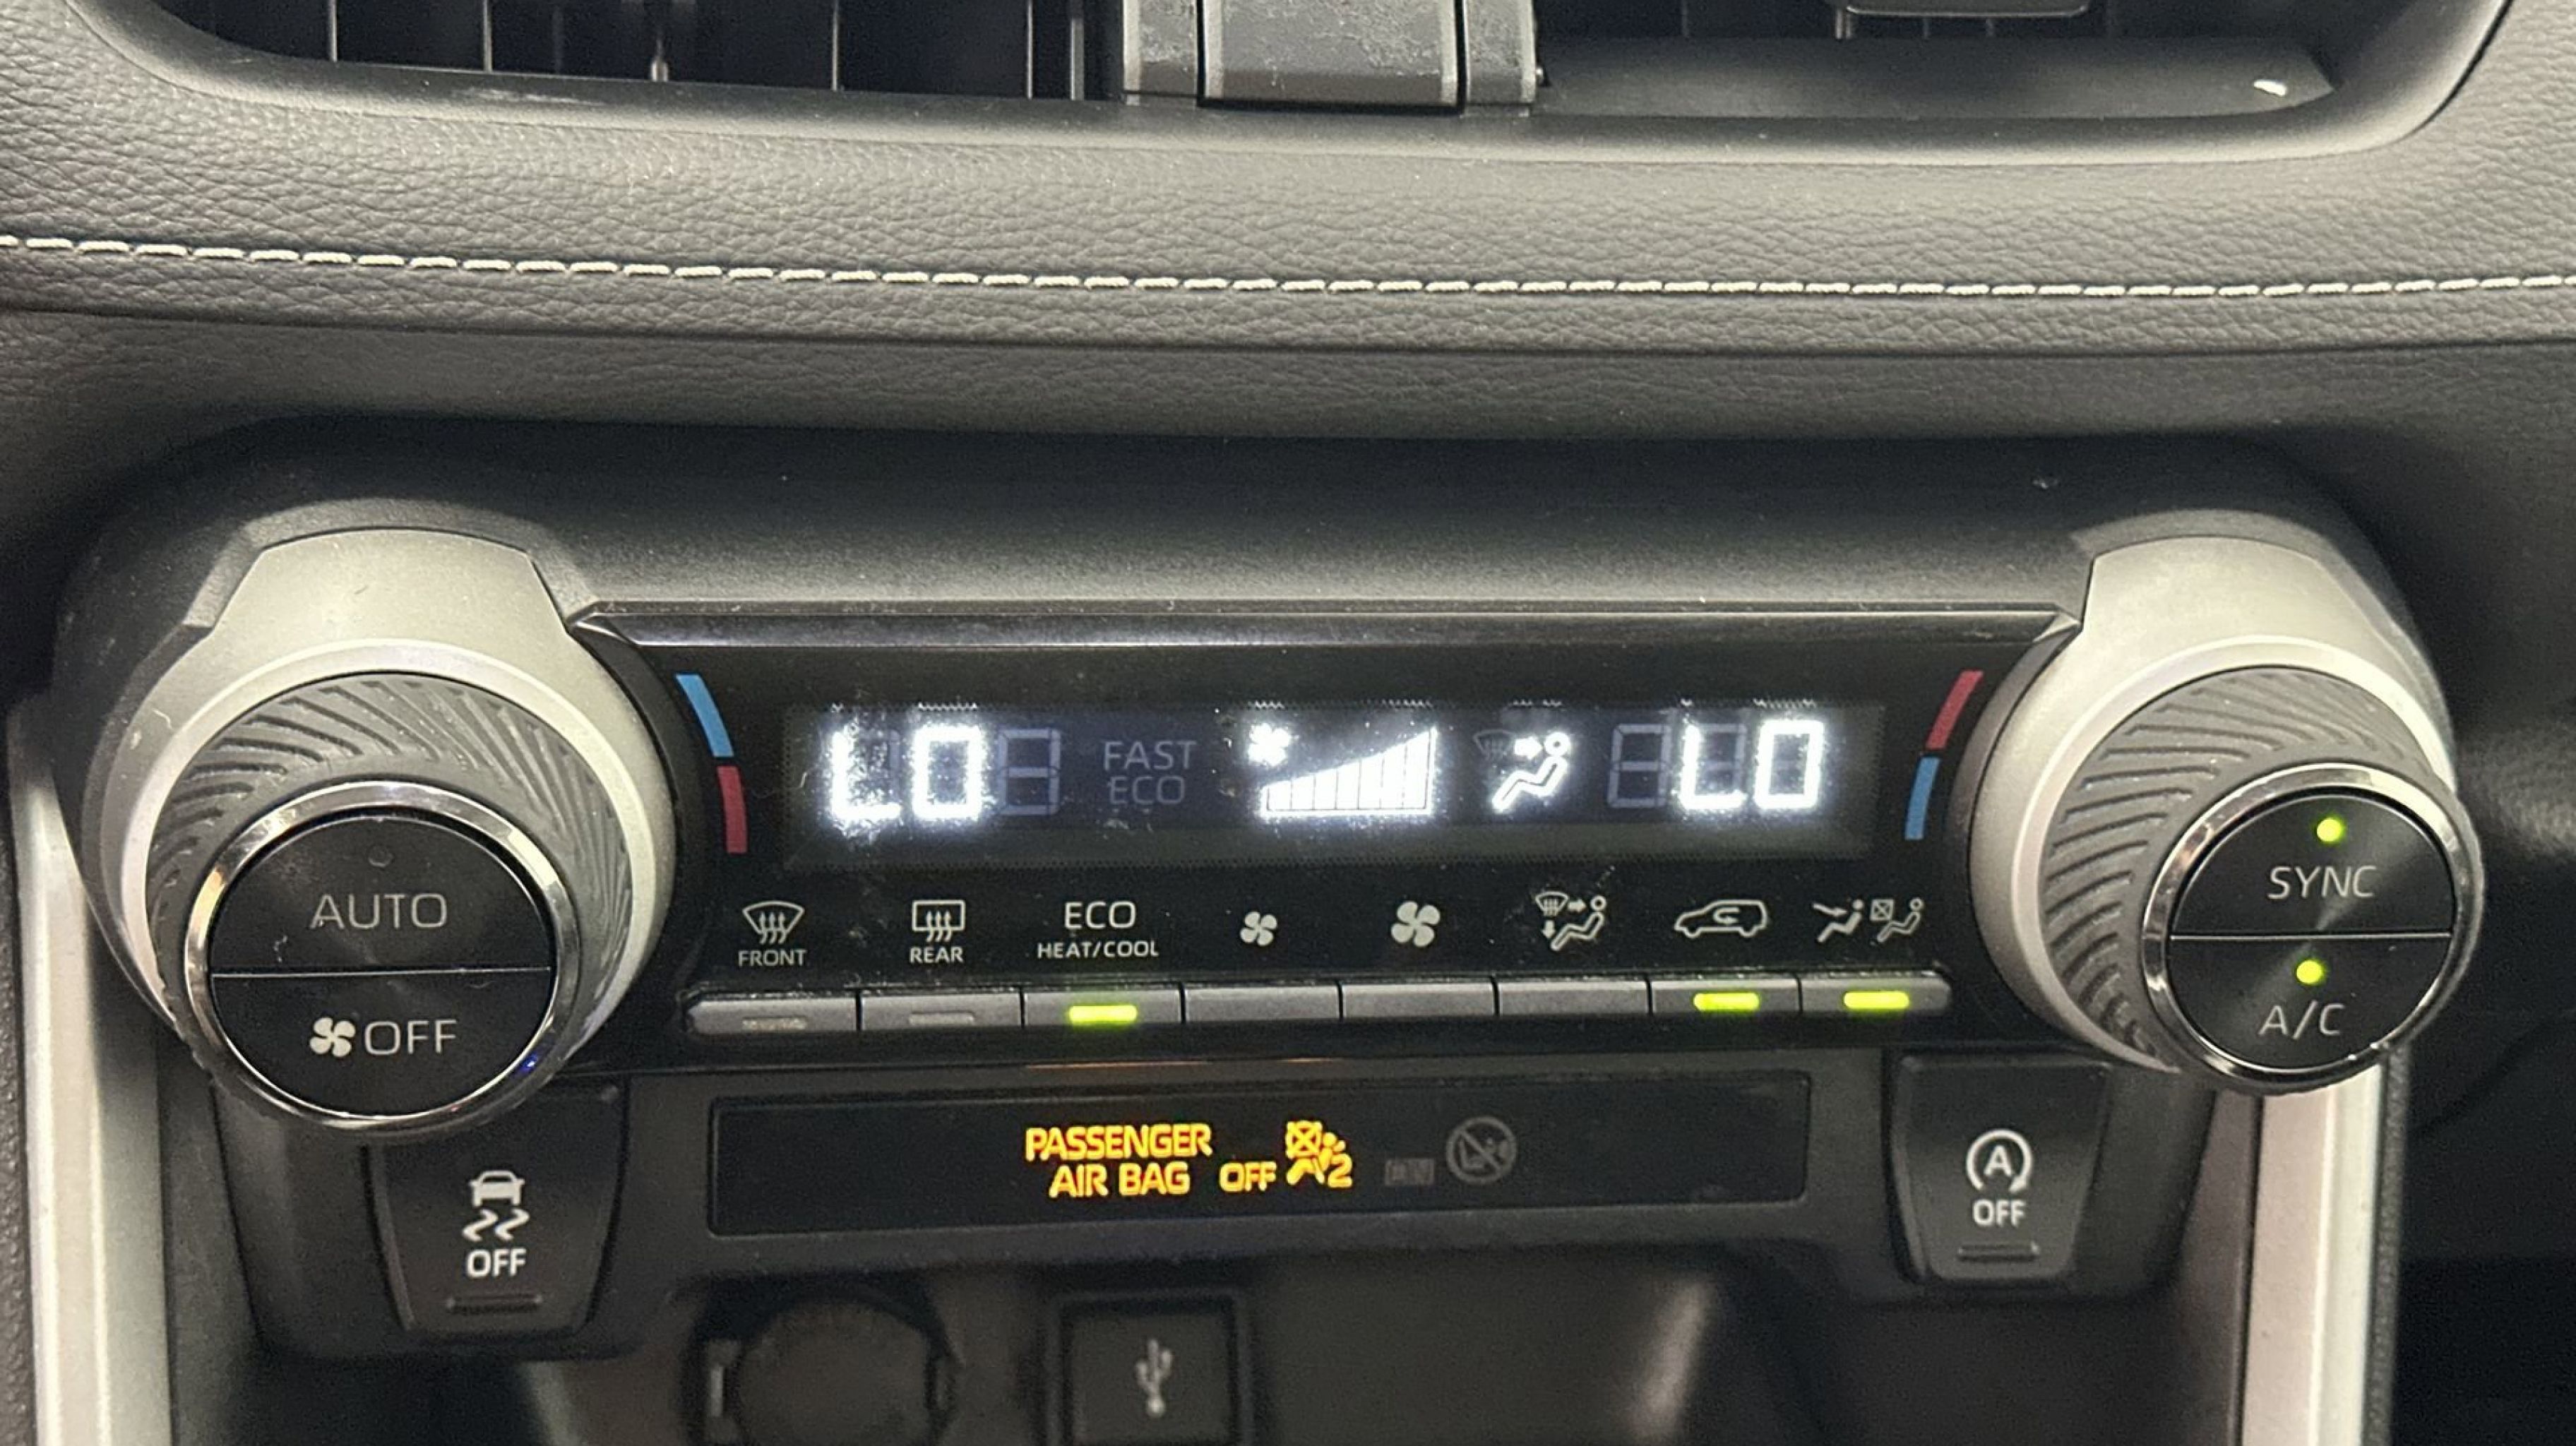 LO
FAST
ECO
LO
FRONT
REAR
ECO
HEAT/COOL
AUTO
OFF
SYNC
A/C
PASSENGER
AIR BAG OFF 2
OFF
A
OFF